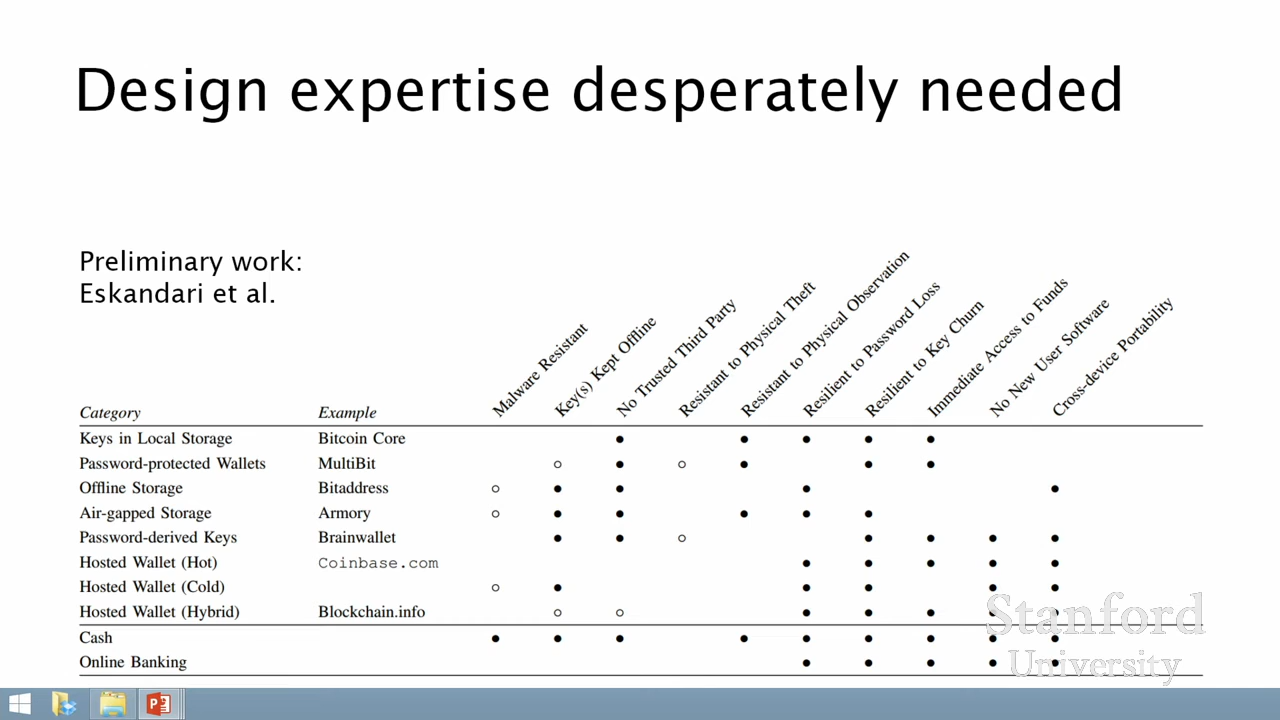 Design expertise desperately needed
Preliminary work:
Eskandari et al.
Category Example Malware Resistant Key(s) Kept Offline No Trusted Third Party Resistant to Physical Theft Resistant to Physical Observation Resilient to Password Loss Resilient to Key Churn Immediate Access to Funds No New User Software Cross-device Portability
Keys in Local Storage Bitcoin Core ● ● ● ● ●
Password-protected Wallets MultiBit ○ ● ○ ● ● ●
Offline Storage Bitaddress ○ ● ● ● ●
Air-gapped Storage Armory ○ ● ● ● ● ●
Password-derived Keys Brainwallet ● ● ○ ● ● ● ●
Hosted Wallet (Hot) Coinbase.com ● ● ● ● ●
Hosted Wallet (Cold) ○ ● ● ● ● ●
Hosted Wallet (Hybrid) Blockchain.info ○ ○ ● ● ● ● ●
Cash ● ● ● ● ● ● ● ● ●
Online Banking ● ● ● ● ●
Stanford
University